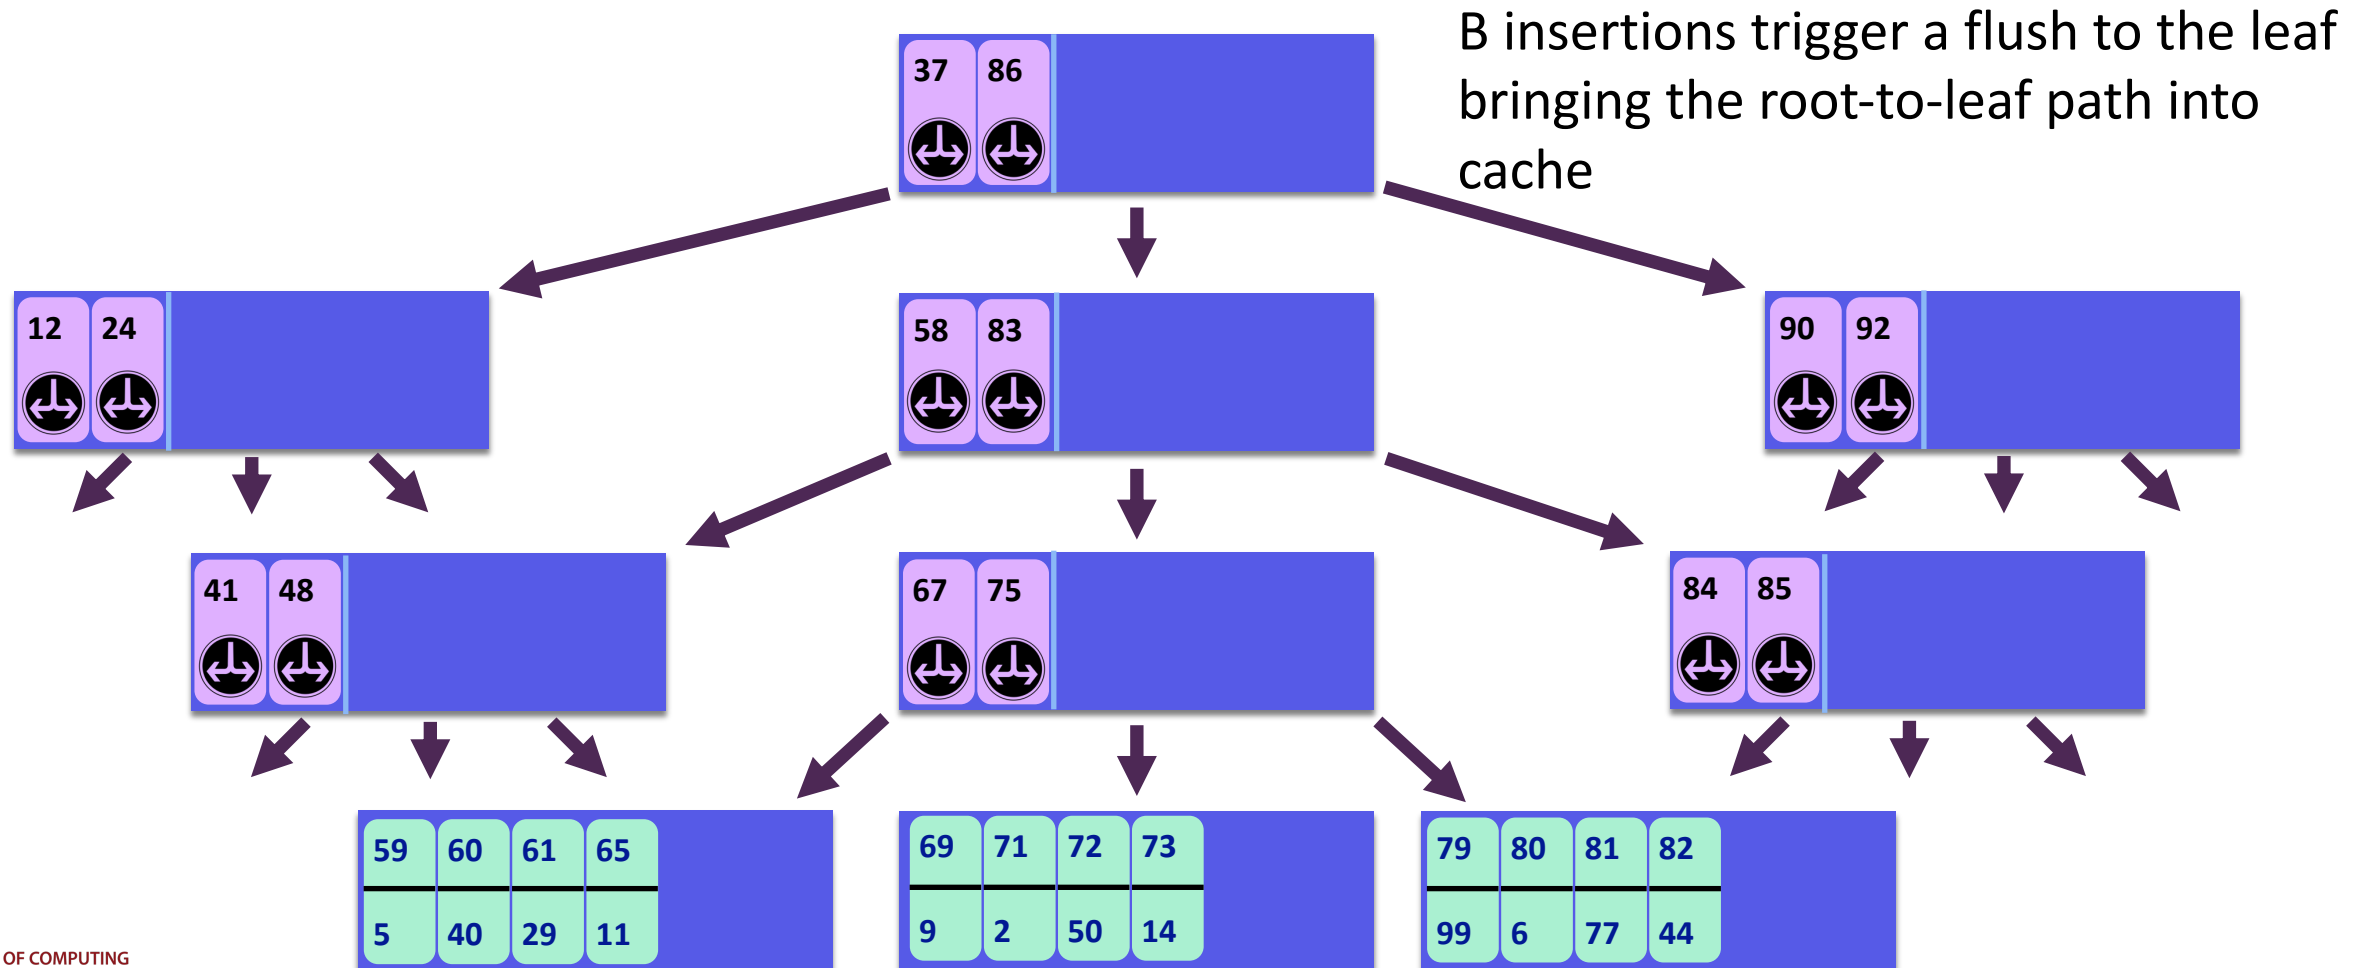 B insertions trigger a flush to the leaf
bringing the root-to-leaf path into
cache
37 86
12 24
58 83
90 92
41 48
67 75
84 85
59 60 61 65
5 40 29 11
69 71 72 73
9 2 50 14
79 80 81 82
99 6 77 44
OF COMPUTING